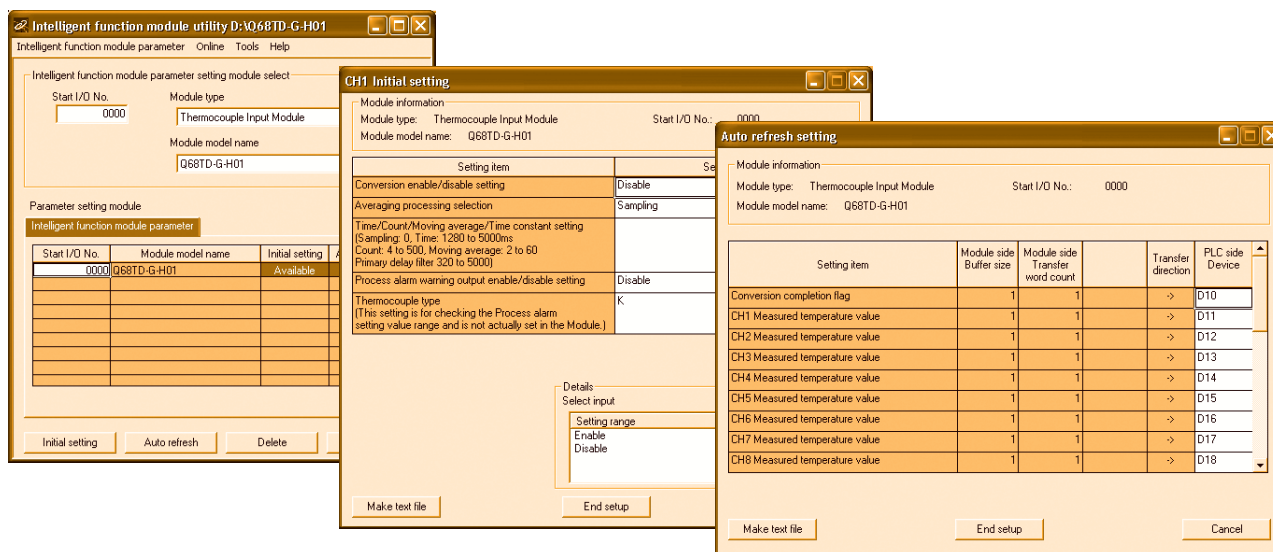 Intelligent function module utility D:\Q68TD-G-H01
Intelligent function module parameter Online Tools Help
Intelligent function module parameter setting module select
Start I/O No. Module type
0000 Thermocouple Input Module
Module model name
Q68TD-G-H01
Parameter setting module
Intelligent function module parameter
Start I/O No. Module model name Initial setting
0000 Q68TD-G-H01 Available
Initial setting Auto refresh Delete
CH1 Initial setting
Module information
Module type: Thermocouple Input Module Start I/O No.: 0000
Module model name: Q68TD-G-H01
Setting item Se
Conversion enable/disable setting Disable
Averaging processing selection Sampling
Time/Count/Moving average/Time constant setting
(Sampling: 0, Time: 1280 to 5000ms
Count: 4 to 500, Moving average: 2 to 60
Primary delay filter 320 to 5000)
Process alarm warning output enable/disable setting Disable
Thermocouple type K
(This setting is for checking the Process alarm
setting value range and is not actually set in the Module.)
Details
Select input
Setting range
Enable
Disable
Make text file End setup
Auto refresh setting
Module information
Module type: Thermocouple Input Module Start I/O No.: 0000
Module model name: Q68TD-G-H01
Setting item Module side Buffer size Module side Transfer word count Transfer direction PLC side Device
Conversion completion flag 1 1 -> D10
CH1 Measured temperature value 1 1 -> D11
CH2 Measured temperature value 1 1 -> D12
CH3 Measured temperature value 1 1 -> D13
CH4 Measured temperature value 1 1 -> D14
CH5 Measured temperature value 1 1 -> D15
CH6 Measured temperature value 1 1 -> D16
CH7 Measured temperature value 1 1 -> D17
CH8 Measured temperature value 1 1 -> D18
Make text file End setup Cancel